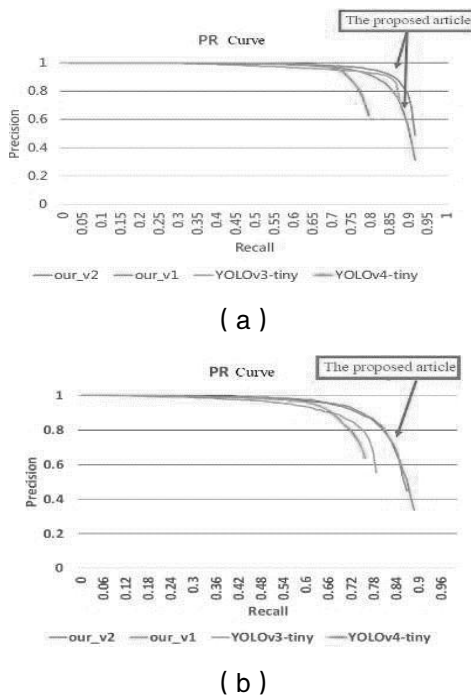 The proposed article
PR Curve
1
0.8
0.6
0.4
0.2
0
Precision
0 0.05 0.1 0.15 0.2 0.25 0.3 0.35 0.4 0.45 0.5 0.55 0.6 0.65 0.7 0.75 0.8 0.85 0.9 0.95 1
Recall
our_v2 our_v1 YOLOv3-tiny YOLOv4-tiny
( a )
The proposed article
PR Curve
1
0.8
0.6
0.4
0.2
0
Precision
0 0.06 0.12 0.18 0.24 0.3 0.36 0.42 0.48 0.54 0.6 0.66 0.72 0.78 0.84 0.9 0.96
Recall
our_v2 our_v1 YOLOv3-tiny YOLOv4-tiny
( b )